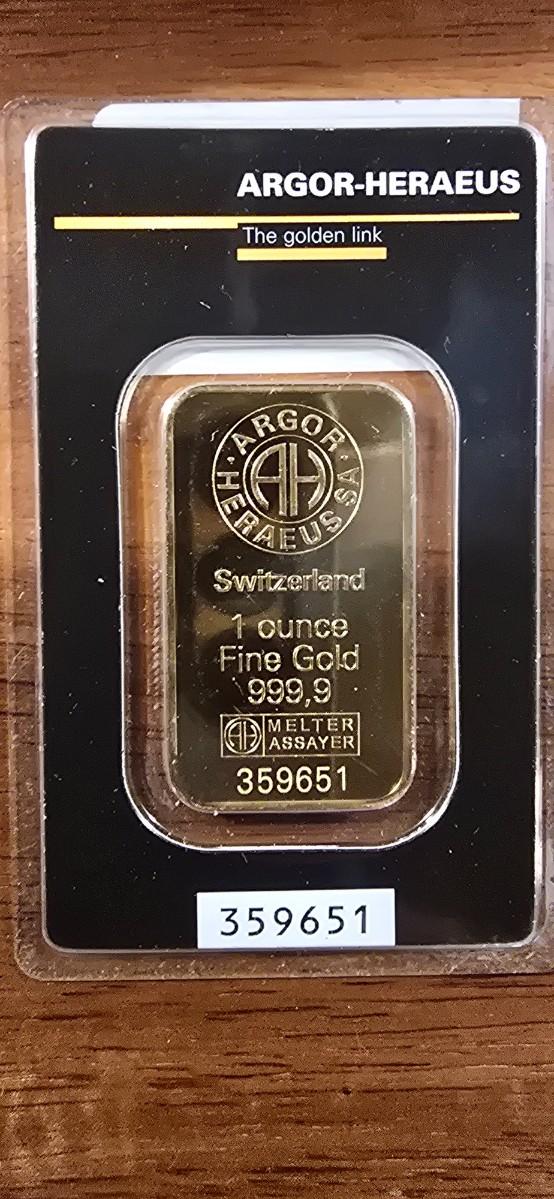 ARGOR-HERAEUS
The golden link
· ARGOR ·
AH
HERAEUS SA
Switzerland
1 ounce
Fine Gold
999,9
AH MELTER
ASSAYER
359651
359651